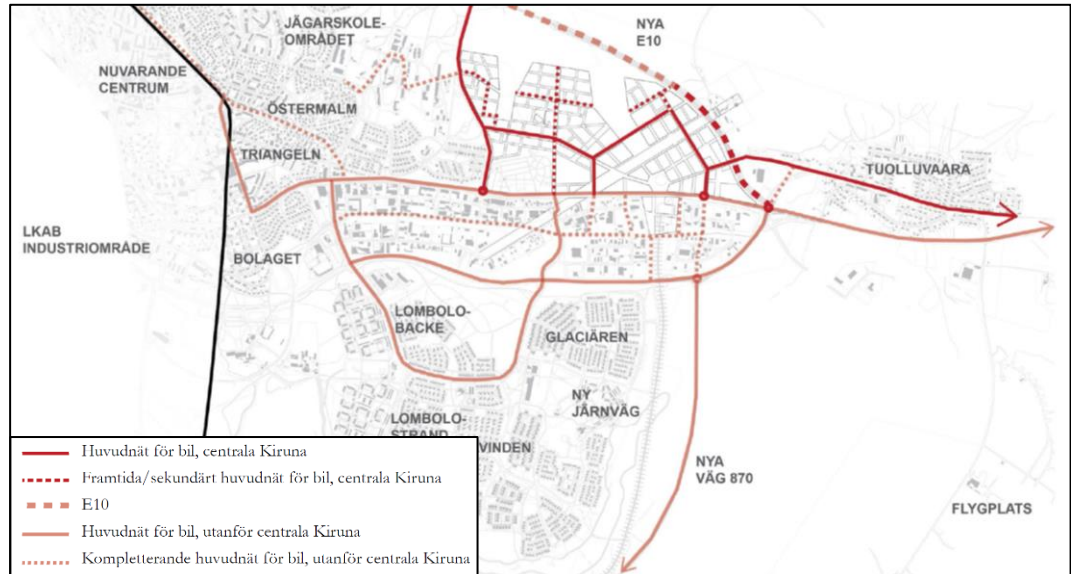 JÄGARSKOLE-
OMRÅDET
NYA
E10
NUVARANDE
CENTRUM
ÖSTERMALM
TRIANGELN
TUOLLUVAARA
LKAB
INDUSTRIOMRÅDE
BOLAGET
LOMBOLO-
BACKE
GLACIÄREN
NY
JÄRNVÄG
LOMBOLO-
STRAND
VINDEN
NYA
VÄG 870
FLYGPLATS
Huvudnät för bil, centrala Kiruna
Framtida/sekundärt huvudnät för bil, centrala Kiruna
E10
Huvudnät för bil, utanför centrala Kiruna
Kompletterande huvudnät för bil, utanför centrala Kiruna